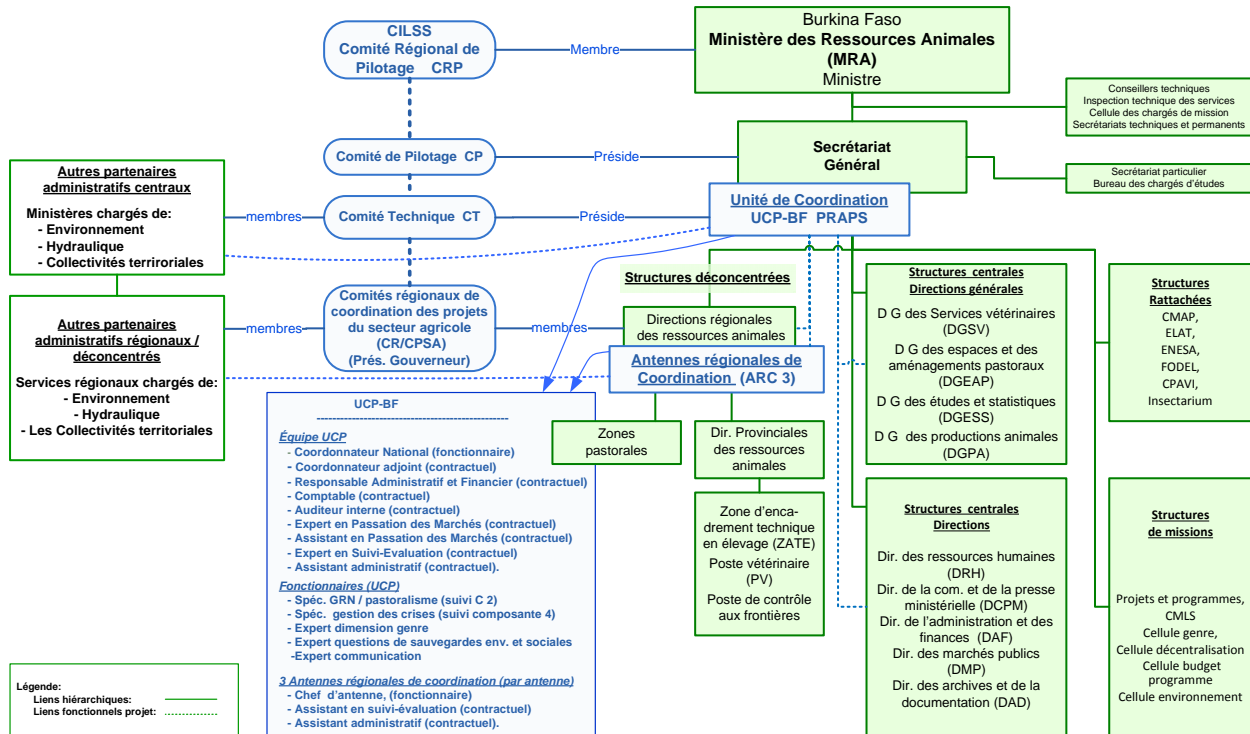 CILSS
Comité Régional de
Pilotage CRP
Membre
Burkina Faso
Ministère des Ressources Animales
(MRA)
Ministre
Conseillers techniques
Inspection technique des services
Cellule des chargés de mission
Secrétariats techniques et permanents
Comité de Pilotage CP
Préside
Secrétariat
Général
Secrétariat particulier
Bureau des chargés d'études
Autres partenaires
administratifs centraux
Ministères chargés de:
- Environnement
- Hydraulique
- Collectivités terriroriales
membres
Comité Technique CT
Préside
Unité de Coordination
UCP-BF PRAPS
Autres partenaires
administratifs régionaux /
déconcentrés
Services régionaux chargés de:
- Environnement
- Hydraulique
- Les Collectivités territoriales
membres
Comités régionaux de
coordination des projets
du secteur agricole
(CR/CPSA)
(Prés. Gouverneur)
membres
Structures déconcentrées
Directions régionales
des ressources animales
Antennes régionales de
Coordination (ARC 3)
Zones
pastorales
Dir. Provinciales
des ressources
animales
Zone d'enca-
drement technique
en élevage (ZATE)
Poste vétérinaire
(PV)
Poste de contrôle
aux frontières
Structures centrales
Directions générales
D G des Services vétérinaires
(DGSV)
D G des espaces et des
aménagements pastoraux
(DGEAP)
D G des études et statistiques
(DGESS)
D G des productions animales
(DGPA)
Structures centrales
Directions
Dir. des ressources humaines
(DRH)
Dir. de la com. et de la presse
ministérielle (DCPM)
Dir. de l'administration et des
finances (DAF)
Dir. des marchés publics
(DMP)
Dir. des archives et de la
documentation (DAD)
Structures
Rattachées
CMAP,
ELAT,
ENESA,
FODEL,
CPAVI,
Insectarium
Structures
de missions
Projets et programmes,
CMLS
Cellule genre,
Cellule décentralisation
Cellule budget
programme
Cellule environnement
UCP-BF
------------------------------------------------
Équipe UCP
- Coordonnateur National (fonctionnaire)
- Coordonnateur adjoint (contractuel)
- Responsable Administratif et Financier (contractuel)
- Comptable (contractuel)
- Auditeur interne (contractuel)
- Expert en Passation des Marchés (contractuel)
- Assistant en Passation des Marchés (contractuel)
- Expert en Suivi-Evaluation (contractuel)
- Assistant administratif (contractuel).
Fonctionnaires (UCP)
- Spéc. GRN / pastoralisme (suivi C 2)
- Spéc. gestion des crises (suivi composante 4)
- Expert dimension genre
- Expert questions de sauvegardes env. et sociales
-Expert communication
3 Antennes régionales de coordination (par antenne)
- Chef d'antenne, (fonctionnaire)
- Assistant en suivi-évaluation (contractuel)
- Assistant administratif (contractuel).
Légende:
Liens hiérarchiques:
Liens fonctionnels projet: